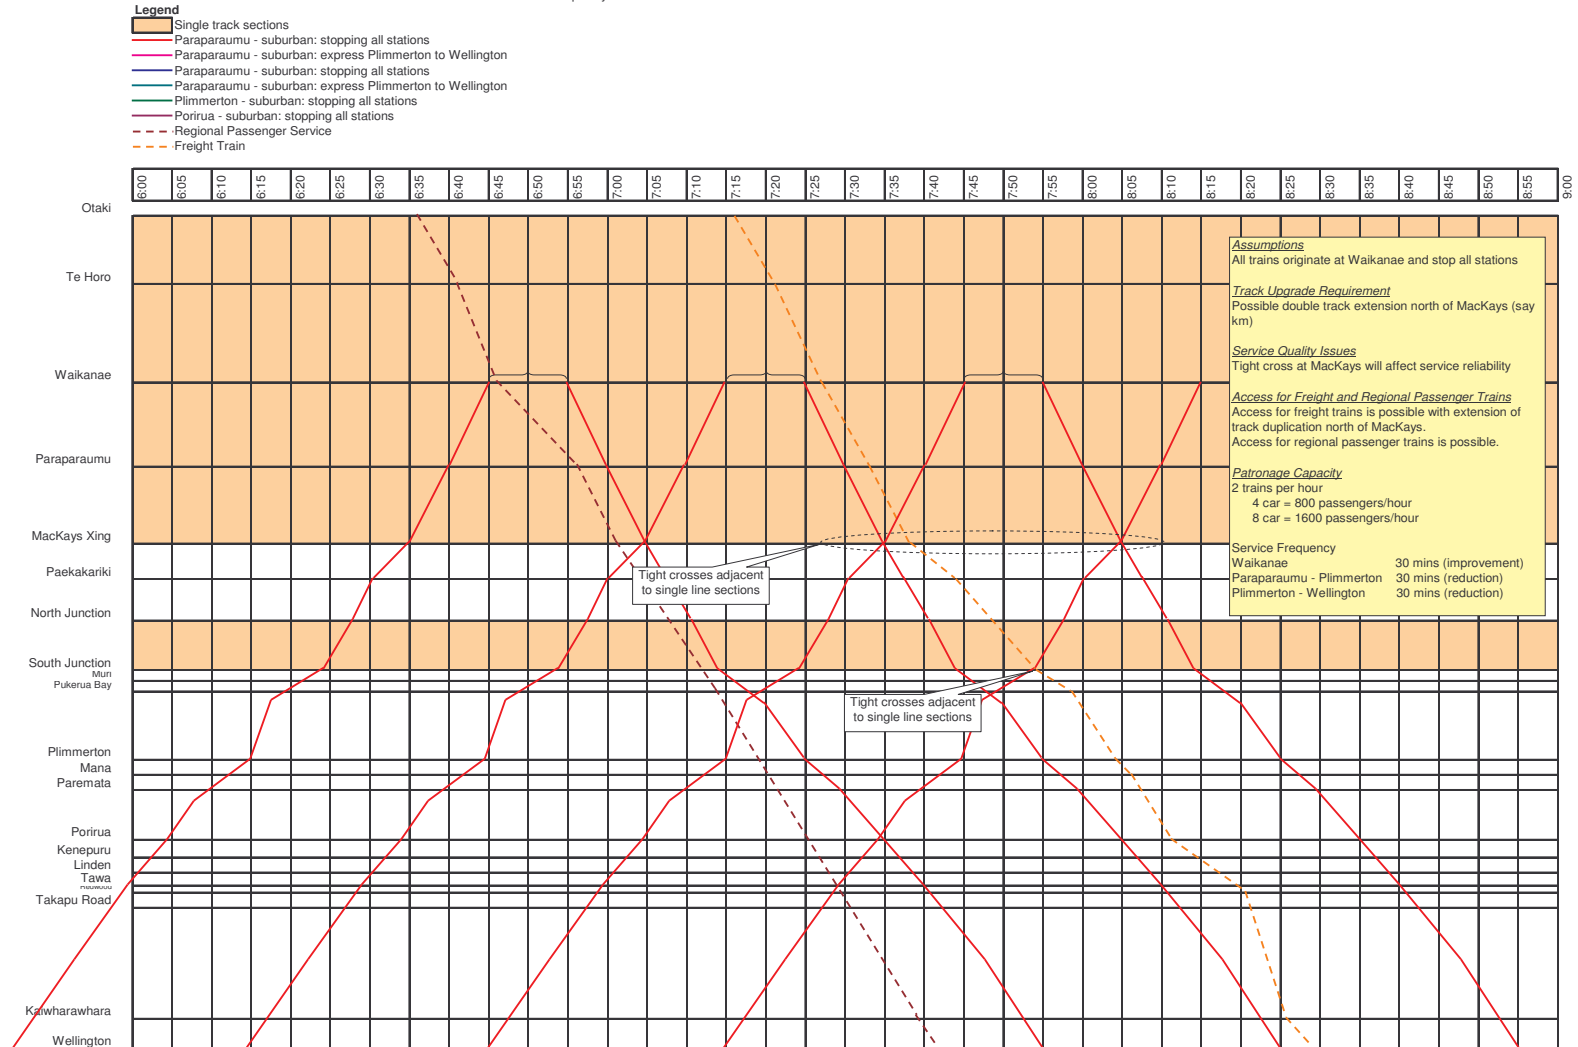 Legend
Single track sections
Paraparaumu - suburban: stopping all stations
Paraparaumu - suburban: express Plimmerton to Wellington
Paraparaumu - suburban: stopping all stations
Paraparaumu - suburban: express Plimmerton to Wellington
Plimmerton - suburban: stopping all stations
Porirua - suburban: stopping all stations
Regional Passenger Service
Freight Train
6:00 6:05 6:10 6:15 6:20 6:25 6:30 6:35 6:40 6:45 6:50 6:55 7:00 7:05 7:10 7:15 7:20 7:25 7:30 7:35 7:40 7:45 7:50 7:55 8:00 8:05 8:10 8:15 8:20 8:25 8:30 8:35 8:40 8:45 8:50 8:55 9:00
Otaki
Te Horo
Waikanae
Paraparaumu
MacKays Xing
Paekakariki
North Junction
South Junction
Muri
Pukerua Bay
Plimmerton
Mana
Paremata
Porirua
Kenepuru
Linden
Tawa
Redwood
Takapu Road
Kaiwharawhara
Wellington
Tight crosses adjacent
to single line sections
Tight crosses adjacent
to single line sections
Assumptions
All trains originate at Waikanae and stop all stations
Track Upgrade Requirement
Possible double track extension north of MacKays (say
km)
Service Quality Issues
Tight cross at MacKays will affect service reliability
Access for Freight and Regional Passenger Trains
Access for freight trains is possible with extension of
track duplication north of MacKays.
Access for regional passenger trains is possible.
Patronage Capacity
2 trains per hour
4 car = 800 passengers/hour
8 car = 1600 passengers/hour
Service Frequency
Waikanae 30 mins (improvement)
Paraparaumu - Plimmerton 30 mins (reduction)
Plimmerton - Wellington 30 mins (reduction)